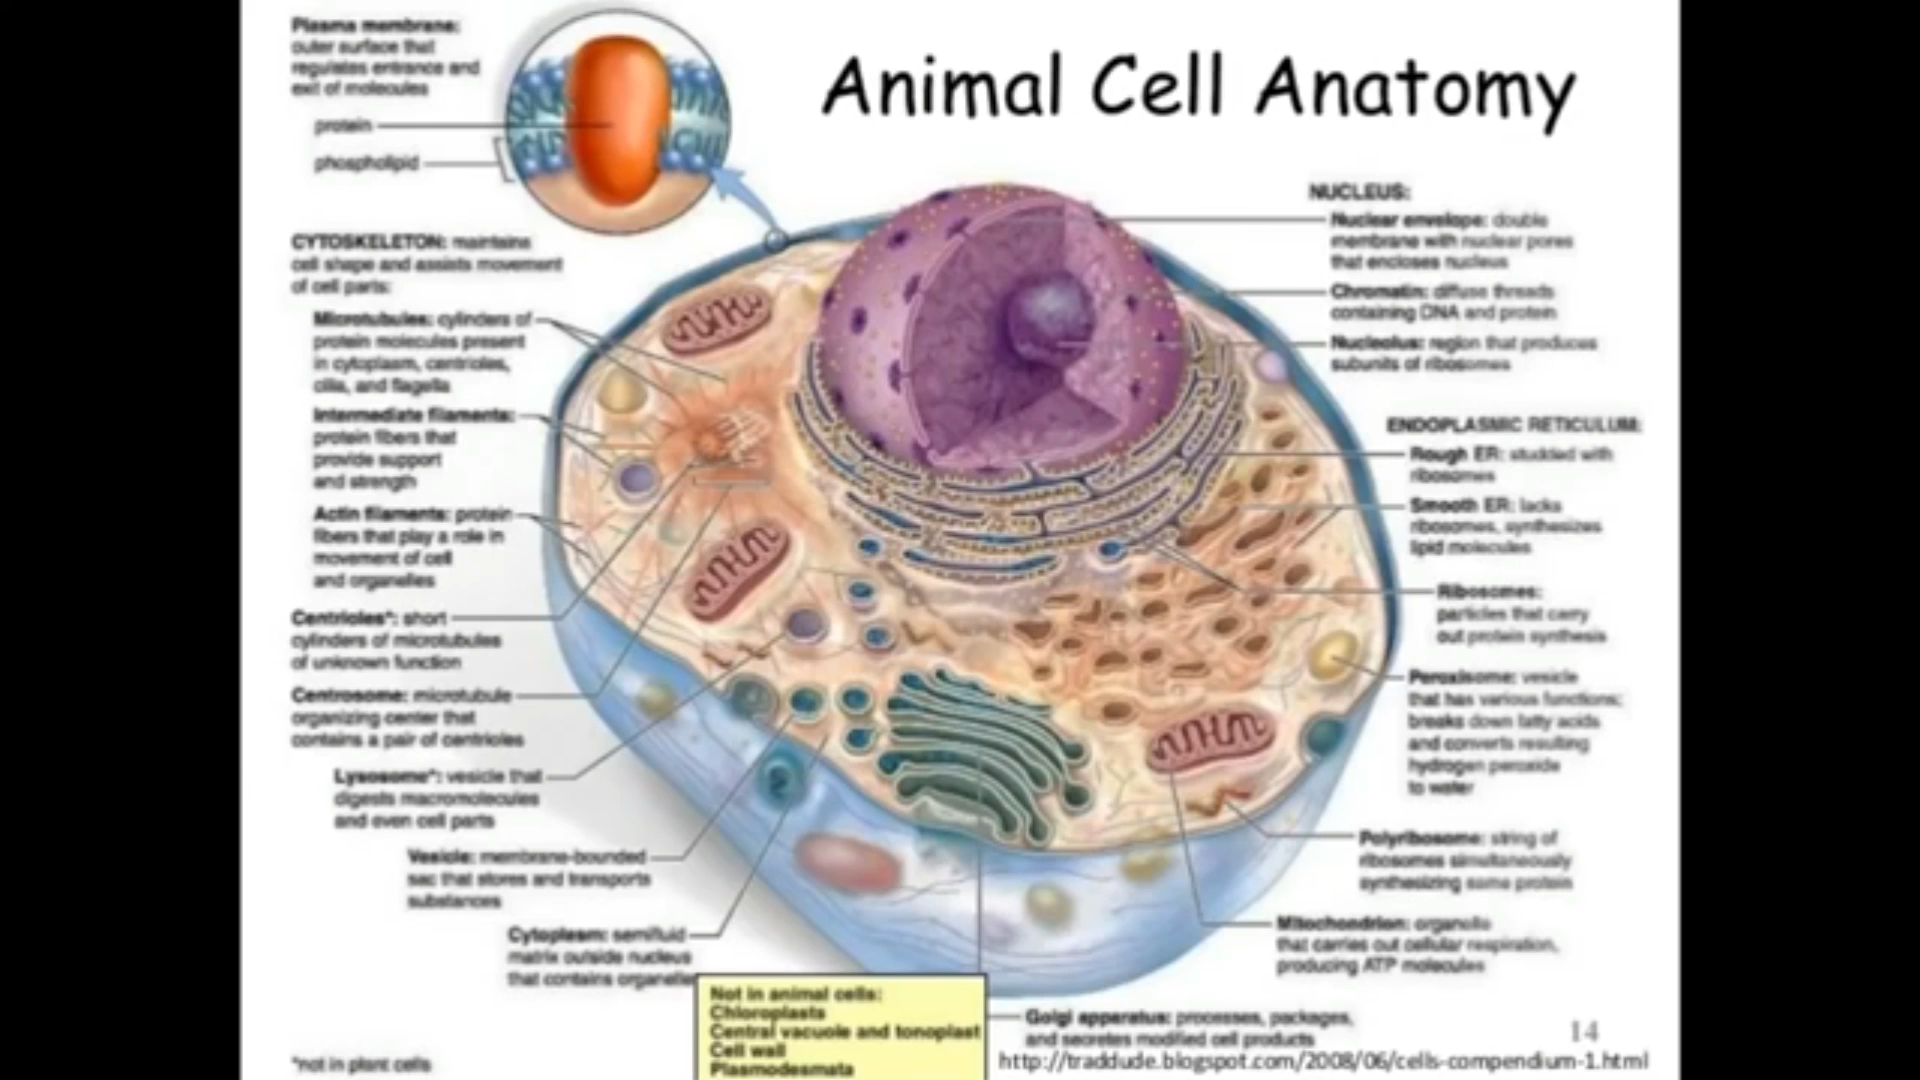 Animal Cell Anatomy
Plasma membrane:
outer surface that
regulates entrance and
exit of molecules
protein
phospholipid
CYTOSKELETON: maintains
cell shape and assists movement
of cell parts:
Microtubules: cylinders of
protein molecules present
in cytoplasm, centrioles,
cilia, and flagella
Intermediate filaments:
protein fibers that
provide support
and strength
Actin filaments: protein
fibers that play a role in
movement of cell
and organelles
Centrioles*: short
cylinders of microtubules
of unknown function
Centrosome: microtubule
organizing center that
contains a pair of centrioles
Lysosome*: vesicle that
digests macromolecules
and even cell parts
Vesicle: membrane-bounded
sac that stores and transports
substances
Cytoplasm: semifluid
matrix outside nucleus
that contains organelles
NUCLEUS:
Nuclear envelope: double
membrane with nuclear pores
that encloses nucleus
Chromatin: diffuse threads
containing DNA and protein
Nucleolus: region that produces
subunits of ribosomes
ENDOPLASMIC RETICULUM:
Rough ER: studded with
ribosomes
Smooth ER: lacks
ribosomes, synthesizes
lipid molecules
Ribosomes:
particles that carry
out protein synthesis
Peroxisome: vesicle
that has various functions;
breaks down fatty acids
and converts resulting
hydrogen peroxide
to water
Polyribosome: string of
ribosomes simultaneously
synthesizing same protein
Mitochondrion: organelle
that carries out cellular respiration,
producing ATP molecules
Golgi apparatus: processes, packages,
and secretes modified cell products
Not in animal cells:
Chloroplasts
Central vacuole and tonoplast
Cell wall
Plasmodesmata
*not in plant cells
14
http://traddude.blogspot.com/2008/06/cells-compendium-1.html